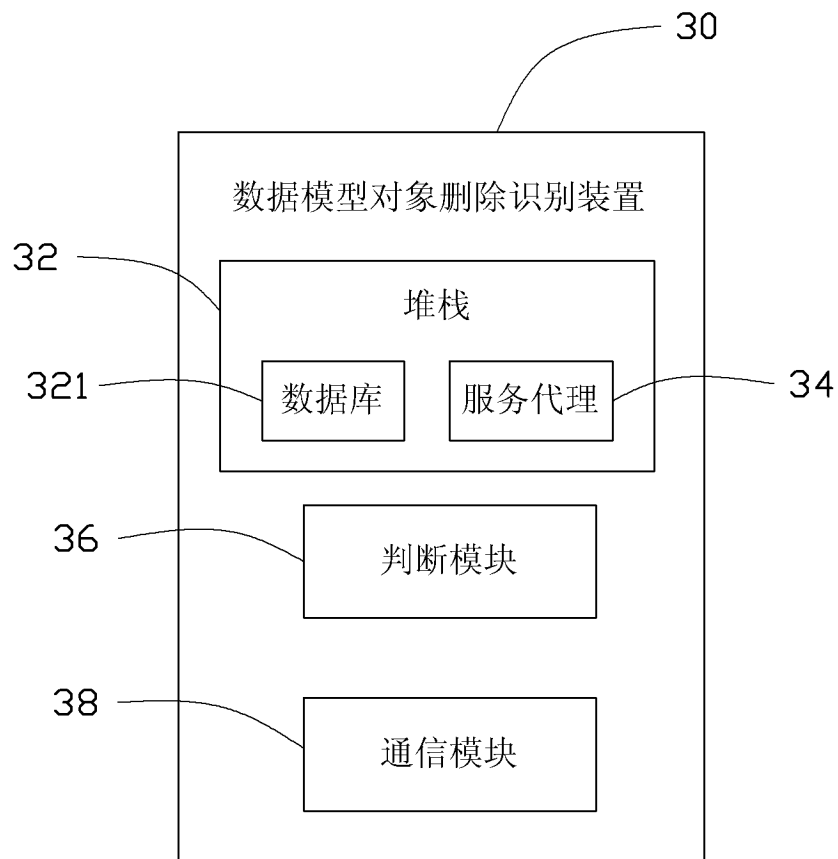 30
数据模型对象删除识别装置
32
堆栈
321
数据库
服务代理
34
36
判断模块
38
通信模块